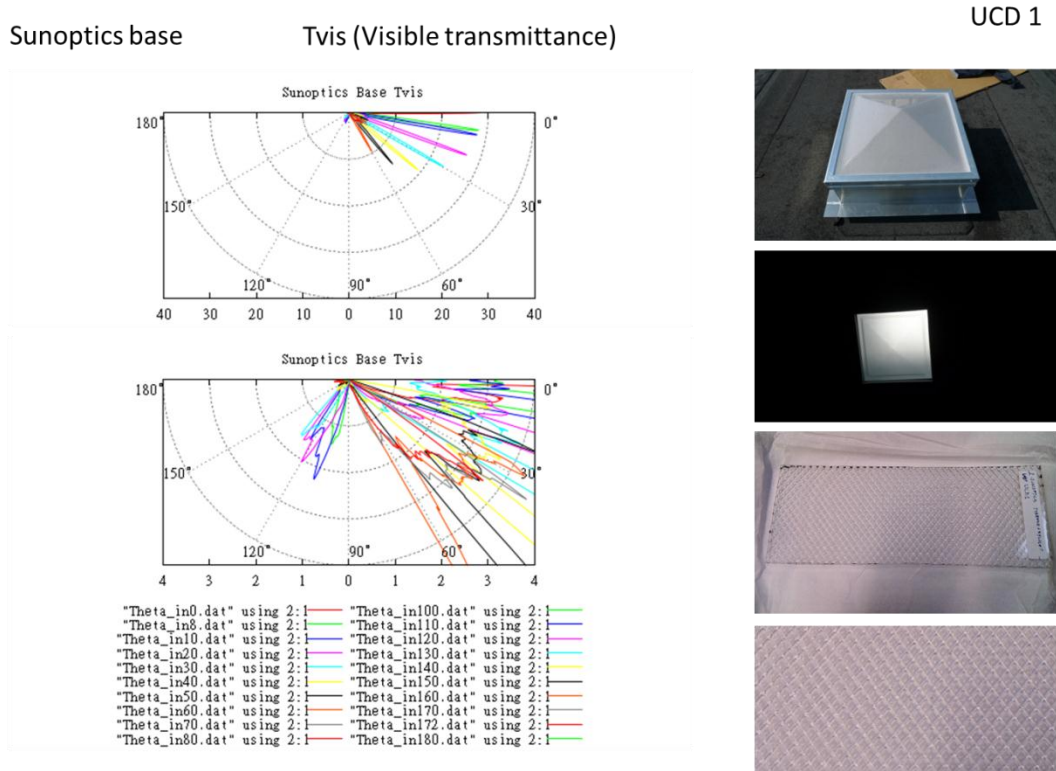 UCD 1
Sunoptics base
Tvis (Visible transmittance)
Sunoptics Base Tvis
180°
0°
150°
30°
120°
90°
60°
40 30 20 10 0 10 20 30 40
Sunoptics Base Tvis
180°
0°
150°
30°
120°
90°
60°
4 3 2 1 0 1 2 3 4
"Theta_in0.dat" using 2:1 "Theta_in100.dat" using 2:1
"Theta_in8.dat" using 2:1 "Theta_in110.dat" using 2:1
"Theta_in10.dat" using 2:1 "Theta_in120.dat" using 2:1
"Theta_in20.dat" using 2:1 "Theta_in130.dat" using 2:1
"Theta_in30.dat" using 2:1 "Theta_in140.dat" using 2:1
"Theta_in40.dat" using 2:1 "Theta_in150.dat" using 2:1
"Theta_in50.dat" using 2:1 "Theta_in160.dat" using 2:1
"Theta_in60.dat" using 2:1 "Theta_in170.dat" using 2:1
"Theta_in70.dat" using 2:1 "Theta_in172.dat" using 2:1
"Theta_in80.dat" using 2:1 "Theta_in180.dat" using 2:1